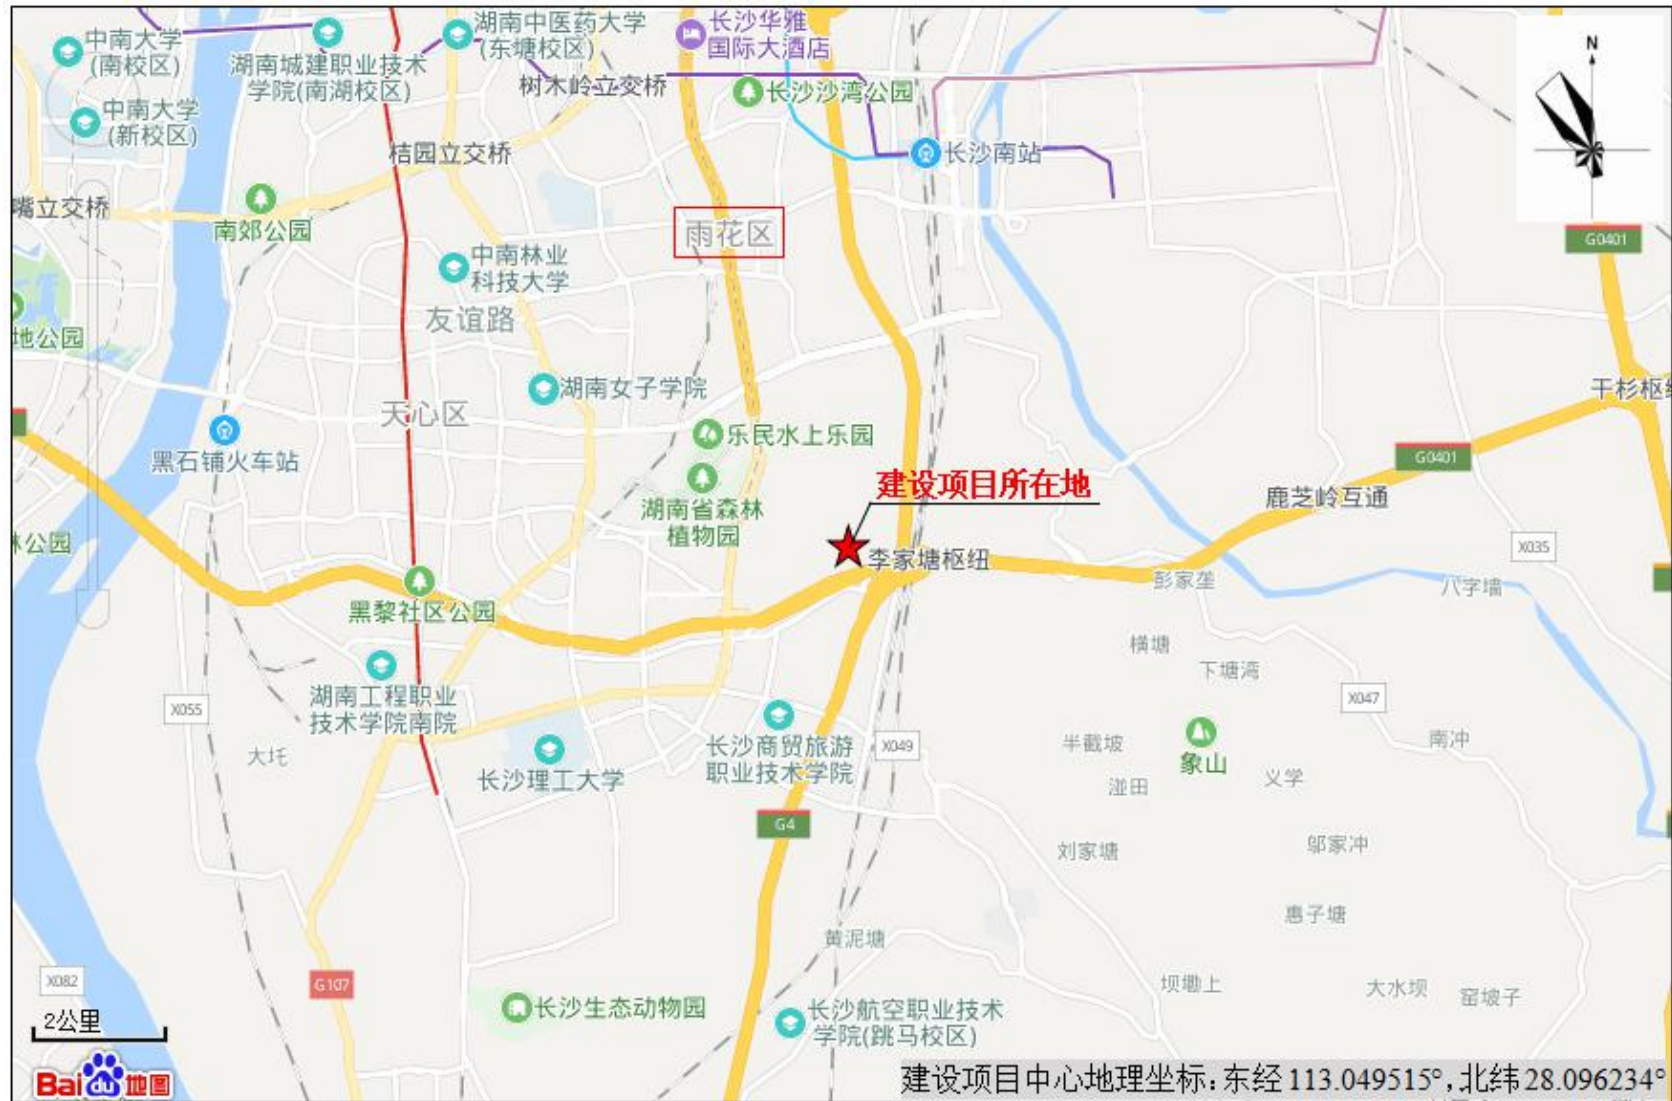 中南大学
(南校区)
湖南城建职业技术
学院(南湖校区)
湖南中医药大学
(东塘校区)
长沙华雅
国际大酒店
树木岭立交桥
长沙沙湾公园
中南大学
(新校区)
桔园立交桥
长沙南站
N
嘴立交桥
南郊公园
雨花区
G0401
中南林业
科技大学
友谊路
地公园
湖南女子学院
干杉枢纽
天心区
乐民水上乐园
黑石铺火车站
G0401
建设项目所在地
鹿芝岭互通
湖南省森林
植物园
林公园
李家塘枢纽
X035
彭家垄
八字墙
黑黎社区公园
横塘
下塘湾
湖南工程职业
技术学院南院
X055
X047
长沙商贸旅游
职业技术学院
X049
半截坡
象山
南冲
大圫
长沙理工大学
湴田
义学
G4
刘家塘
邬家冲
惠子塘
黄泥塘
X082
G107
坝墈上
大水坝
窑坡子
长沙生态动物园
长沙航空职业技术
学院(跳马校区)
2公里
Bai du 地图
建设项目中心地理坐标：东经 113.049515°，北纬 28.096234°